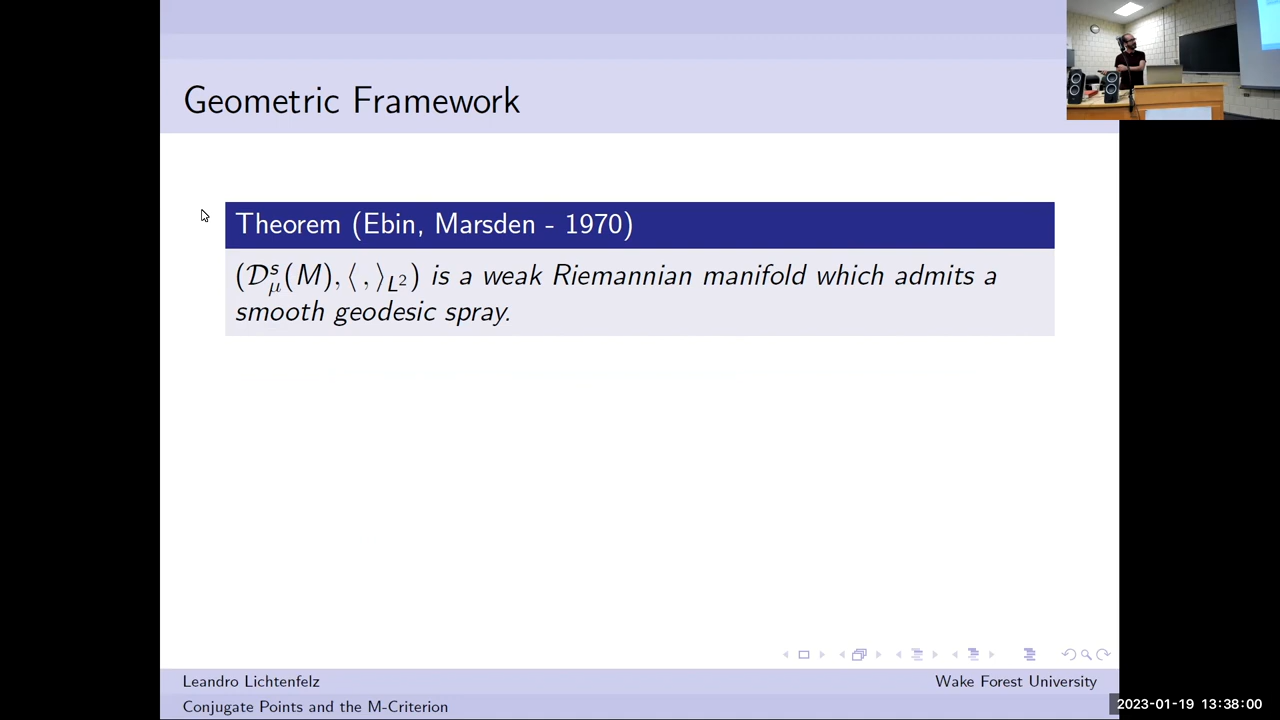 Geometric Framework
Theorem (Ebin, Marsden - 1970)
(𝒟ˢ_μ(M), ⟨ , ⟩_{L²}) is a weak Riemannian manifold which admits a
smooth geodesic spray.
Leandro Lichtenfelz
Wake Forest University
Conjugate Points and the M-Criterion
2023-01-19 13:38:00